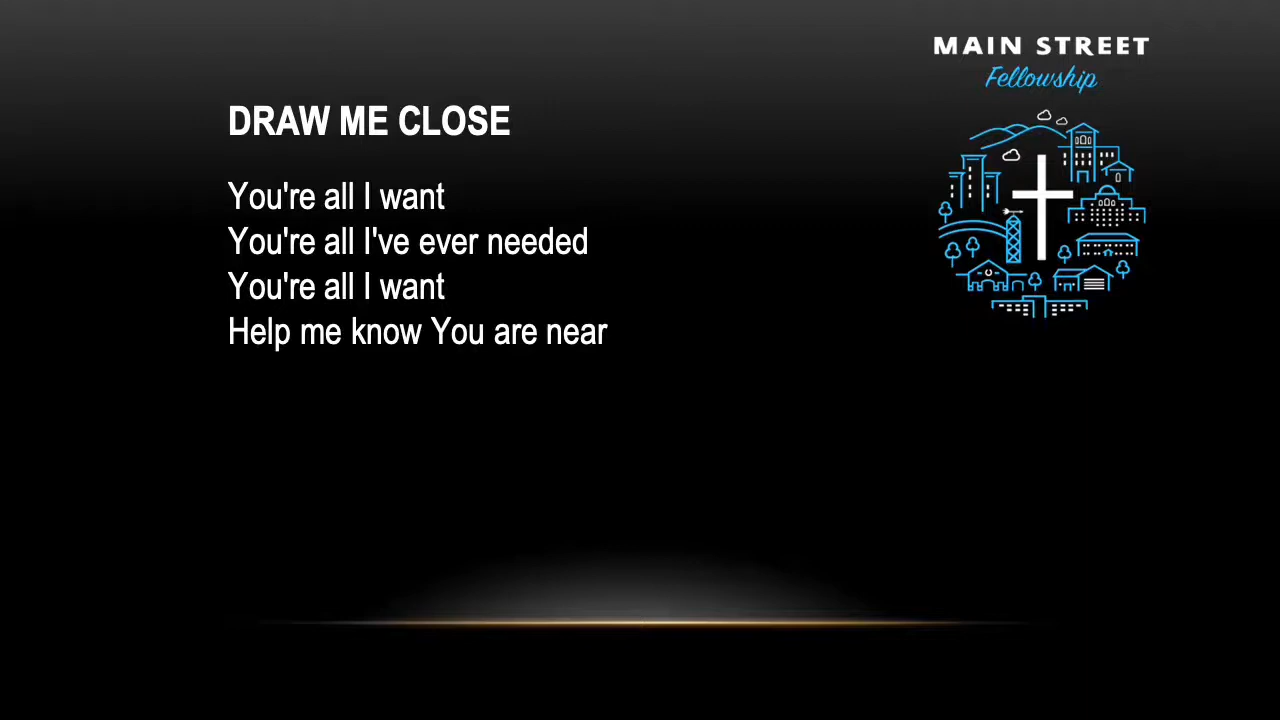 MAIN STREET
Fellowship
DRAW ME CLOSE
You're all I want
You're all I've ever needed
You're all I want
Help me know You are near